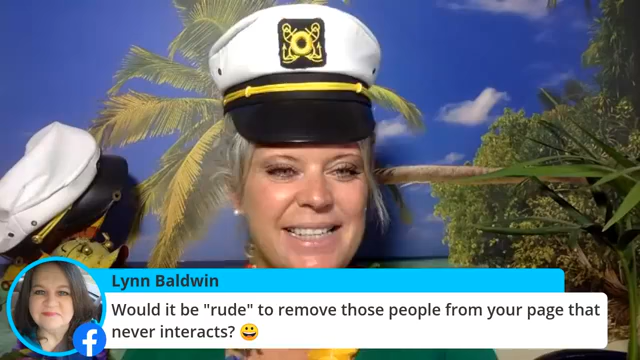 Lynn Baldwin
Would it be "rude" to remove those people from your page that
never interacts? 😀